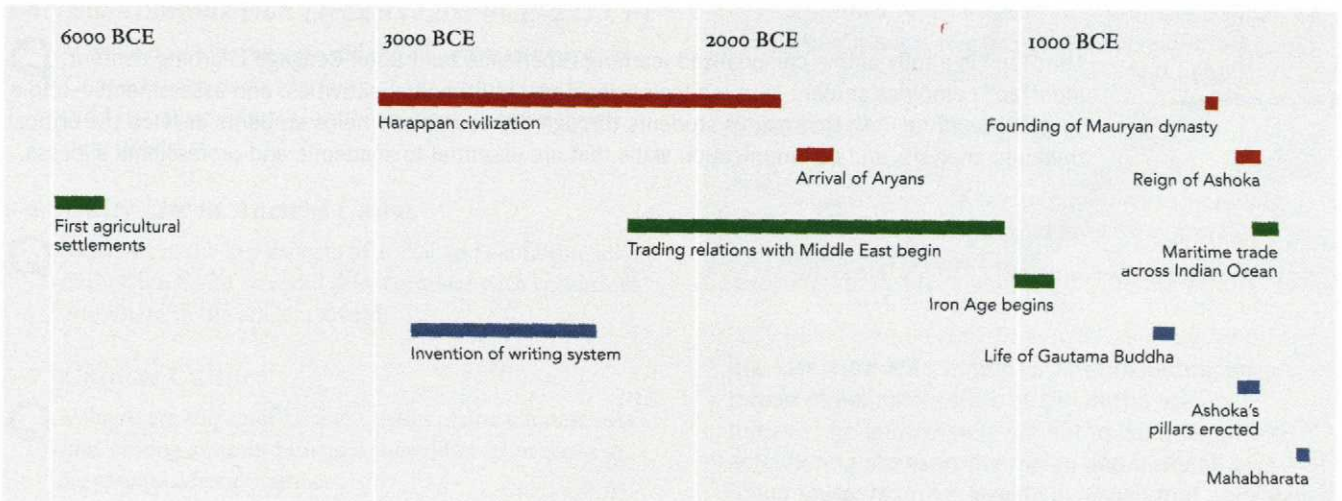 6000 BCE
3000 BCE
2000 BCE
1000 BCE
Harappan civilization
Founding of Mauryan dynasty
Arrival of Aryans
Reign of Ashoka
First agricultural
settlements
Trading relations with Middle East begin
Maritime trade
across Indian Ocean
Iron Age begins
Invention of writing system
Life of Gautama Buddha
Ashoka's
pillars erected
Mahabharata